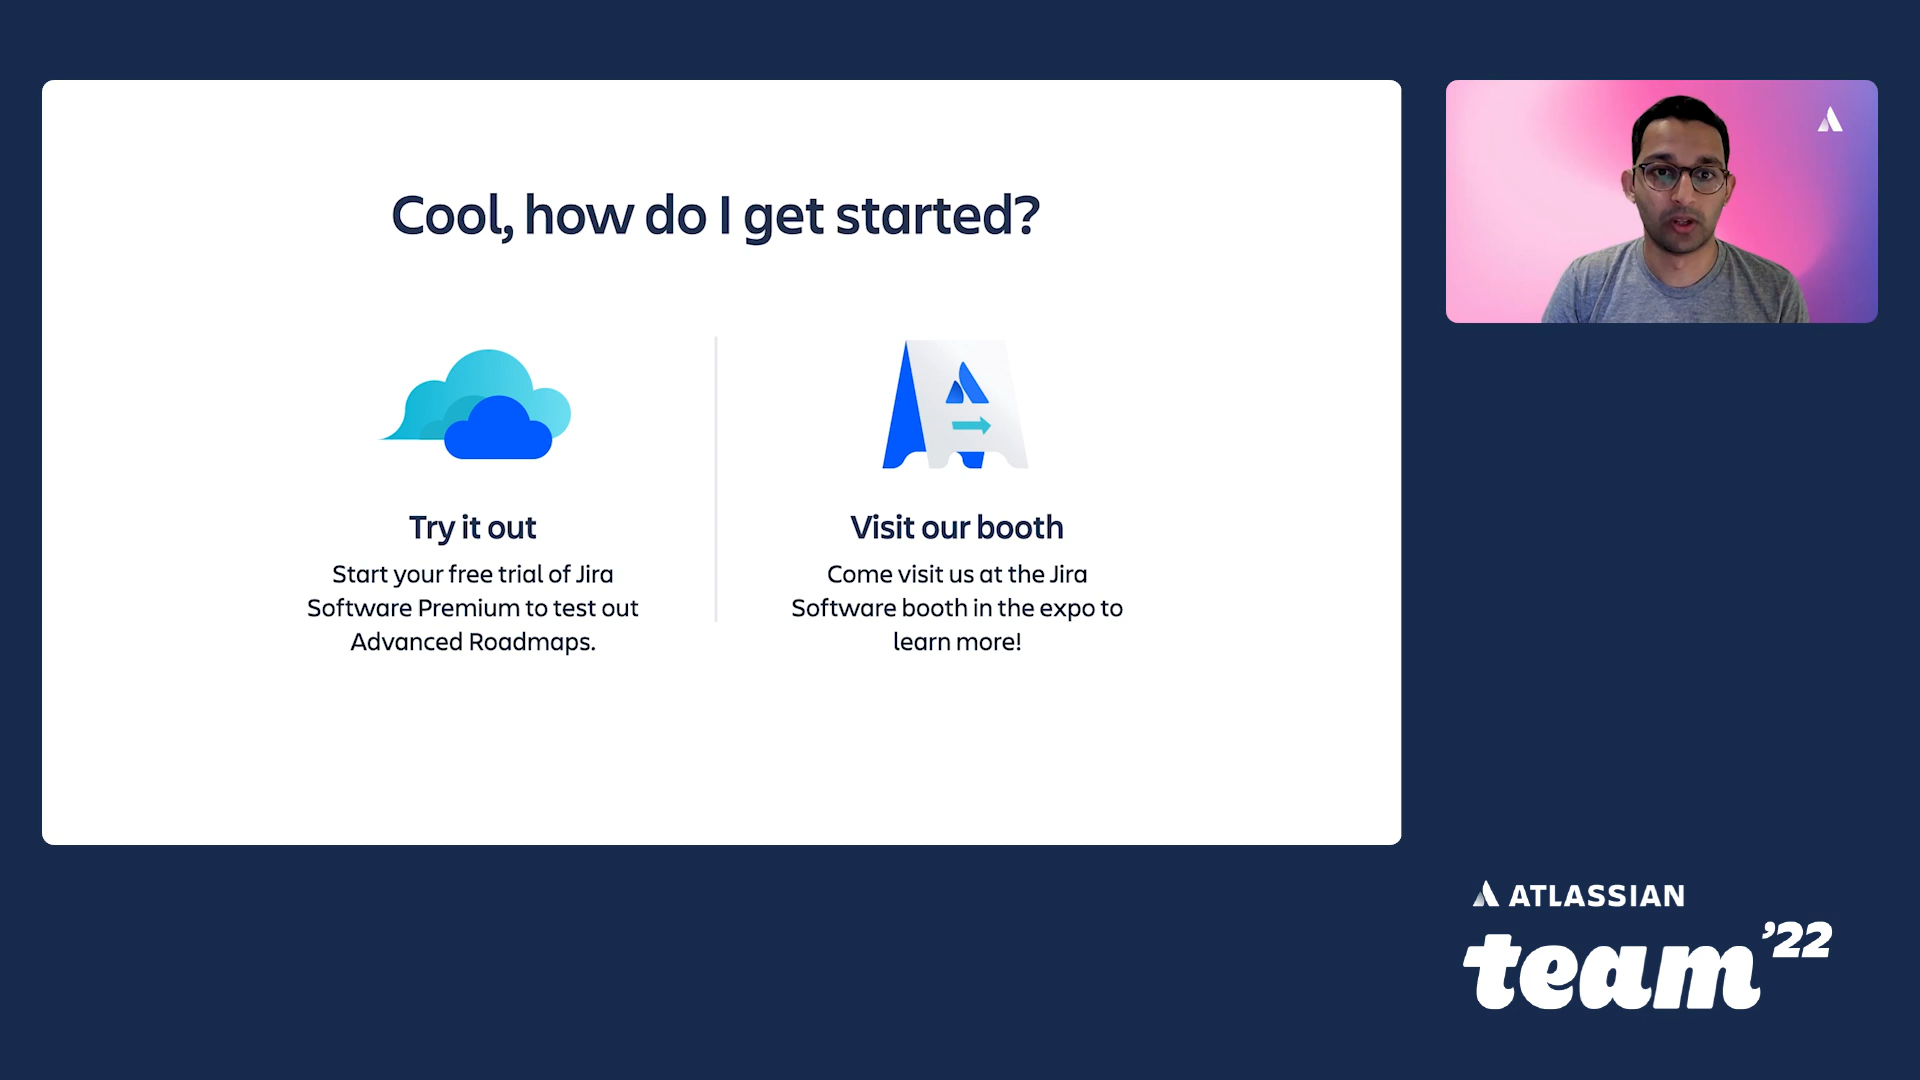 Cool, how do I get started?
Try it out
Start your free trial of Jira
Software Premium to test out
Advanced Roadmaps.
Visit our booth
Come visit us at the Jira
Software booth in the expo to
learn more!
ATLASSIAN
team '22